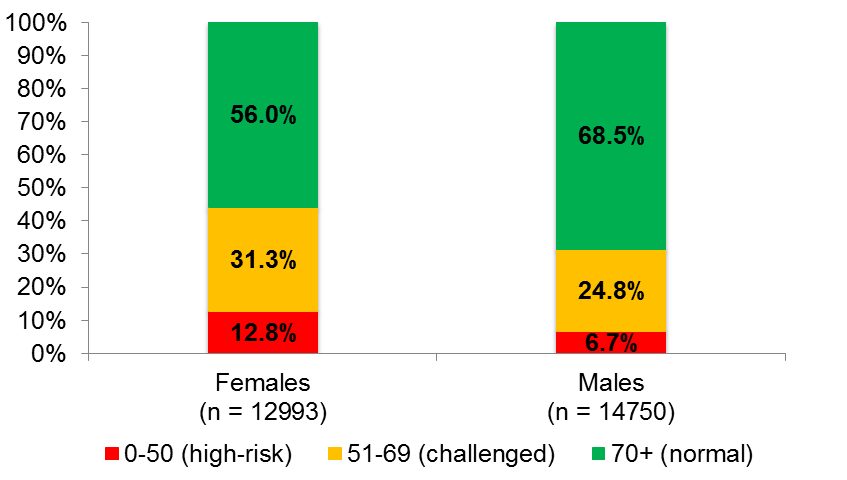 100%
90%
80%
70%
60%
50%
40%
30%
20%
10%
0%
56.0%
31.3%
12.8%
68.5%
24.8%
6.7%
Females
(n = 12993)
Males
(n = 14750)
0-50 (high-risk)
51-69 (challenged)
70+ (normal)